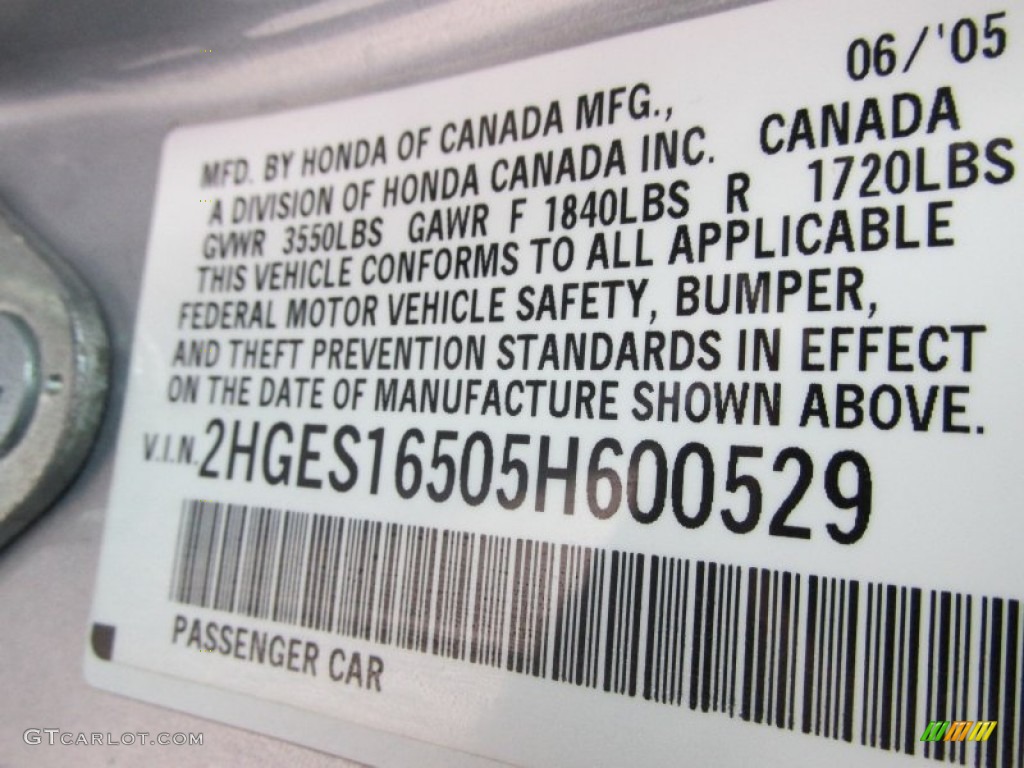 06/'05
MFD. BY HONDA OF CANADA MFG., CANADA
A DIVISION OF HONDA CANADA INC.
GVWR 3550LBS GAWR F 1840LBS R 1720LBS
THIS VEHICLE CONFORMS TO ALL APPLICABLE
FEDERAL MOTOR VEHICLE SAFETY, BUMPER,
AND THEFT PREVENTION STANDARDS IN EFFECT
ON THE DATE OF MANUFACTURE SHOWN ABOVE.
V.I.N. 2HGES16505H600529
PASSENGER CAR
GTCARLOT.COM